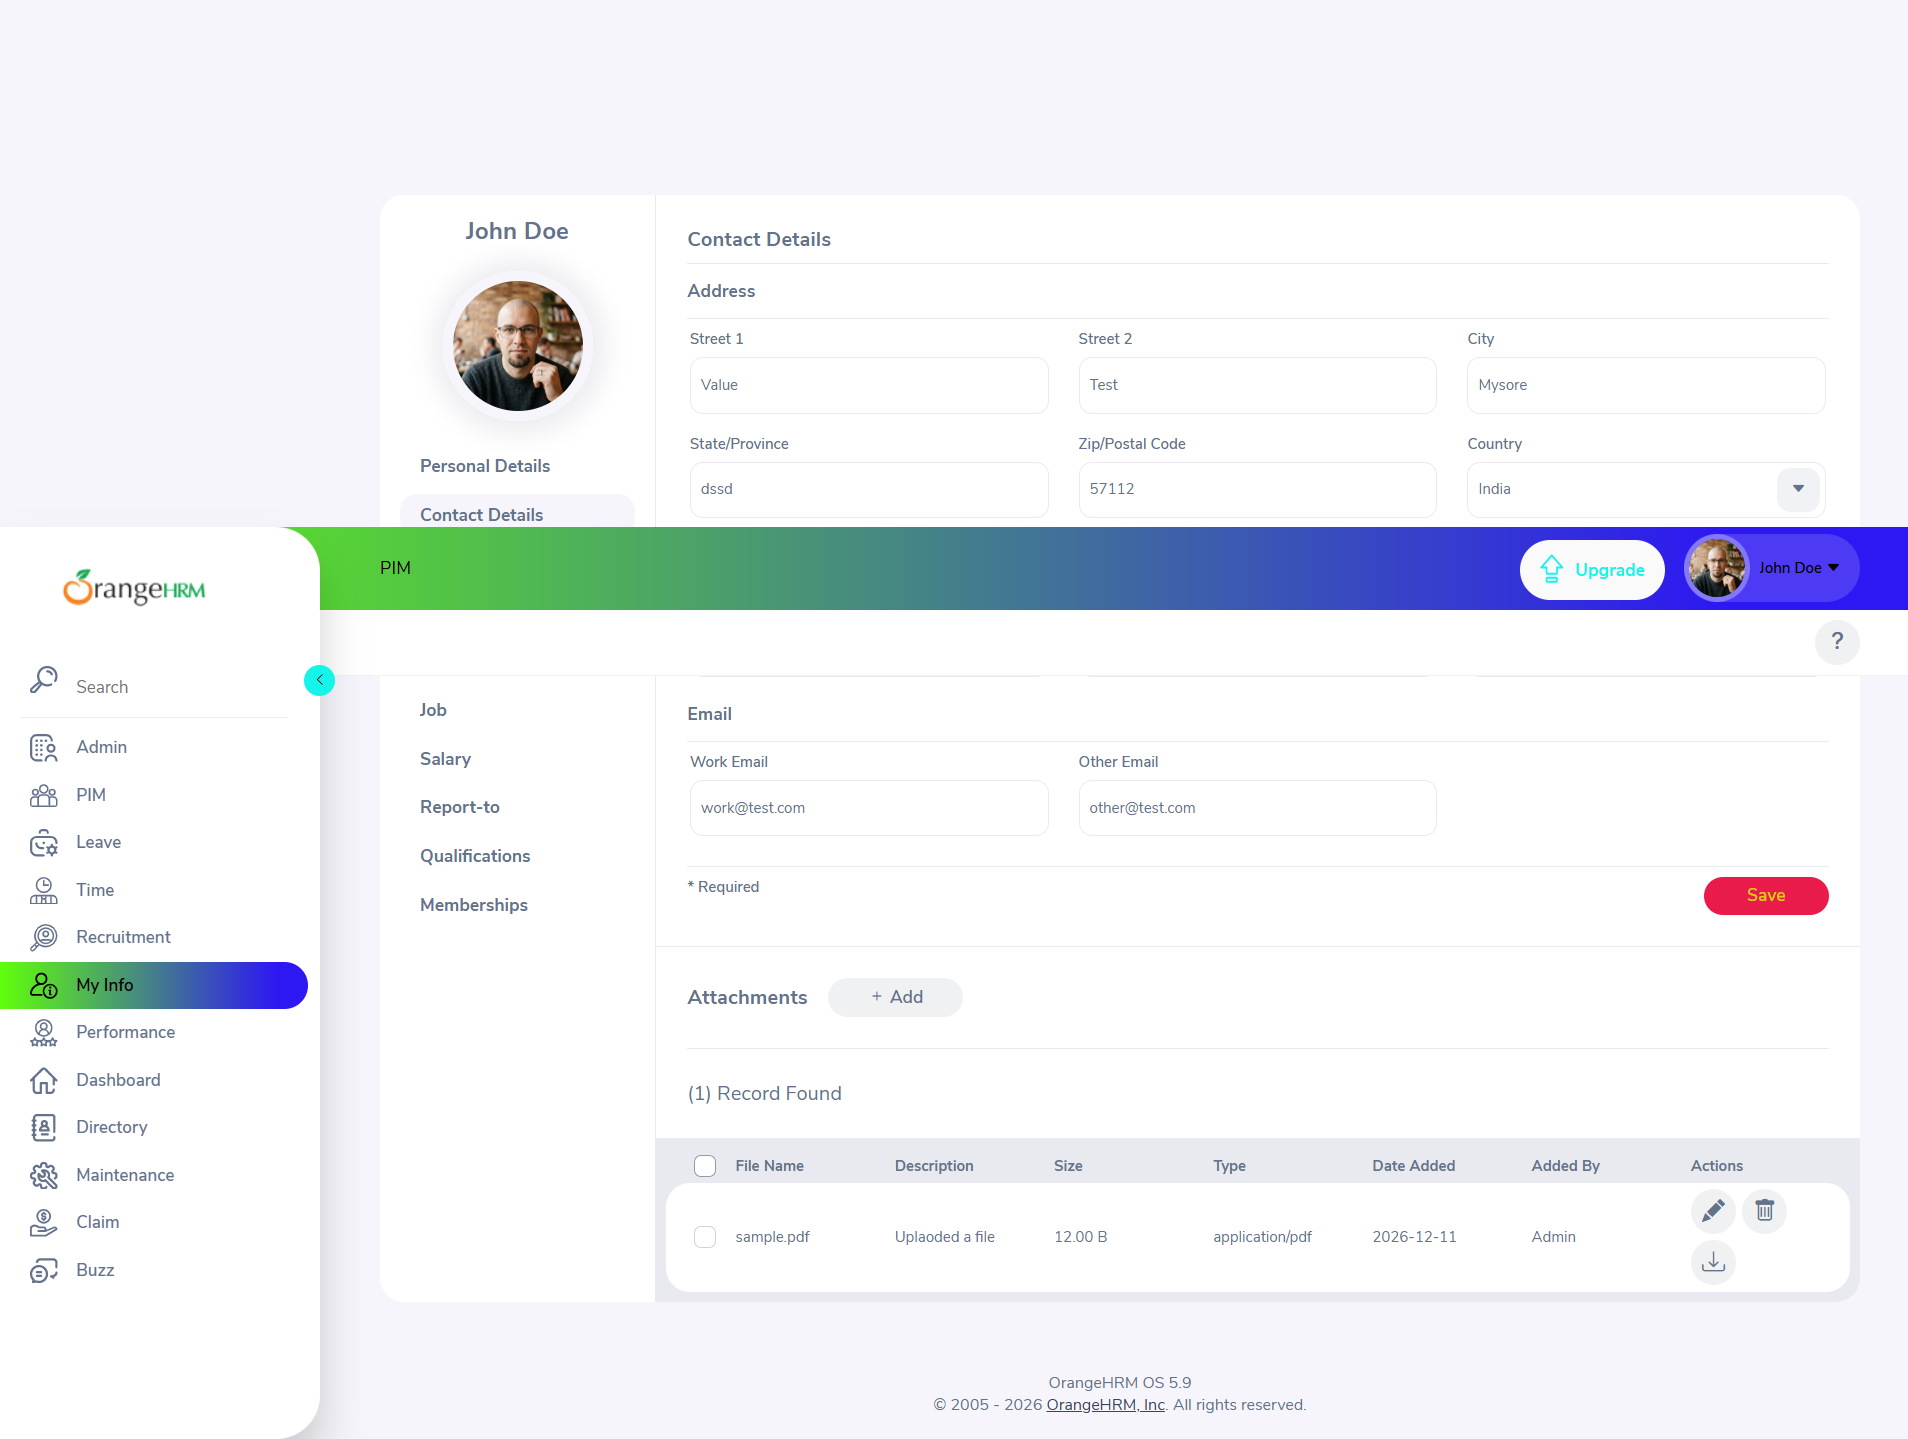 John Doe
Personal Details
Contact Details
Contact Details
Address
Street 1
Value
Street 2
Test
City
Mysore
State/Province
dssd
Zip/Postal Code
57112
Country
India
OrangeHRM
PIM
Upgrade
John Doe
?
Search
Admin
PIM
Leave
Time
Recruitment
My Info
Performance
Dashboard
Directory
Maintenance
Claim
Buzz
Job
Salary
Report-to
Qualifications
Memberships
Email
Work Email
work@test.com
Other Email
other@test.com
* Required
Save
Attachments
+ Add
(1) Record Found
File Name Description Size Type Date Added Added By Actions
sample.pdf Uplaoded a file 12.00 B application/pdf 2026-12-11 Admin
OrangeHRM OS 5.9
© 2005 - 2026 OrangeHRM, Inc. All rights reserved.